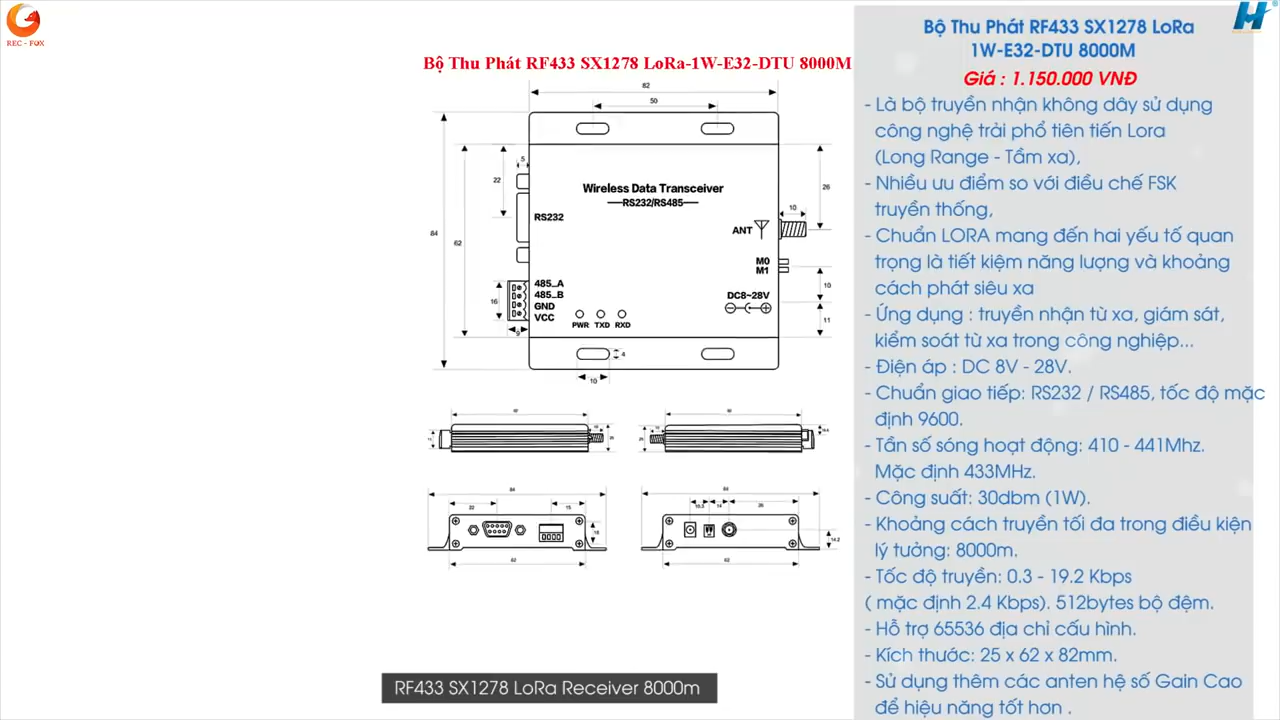 REC - FOX
Bộ Thu Phát RF433 SX1278 LoRa-1W-E32-DTU 8000M
82
50
5
22
26
10
Wireless Data Transceiver
RS232/RS485
RS232
ANT
84
62
M0
M1
485_A
485_B
GND
VCC
16
9
10
DC8~28V
11
PWR TXD RXD
4
10
84
84
22
15
26
14
62
62
14.2
RF433 SX1278 LoRa Receiver 8000m
Bộ Thu Phát RF433 SX1278 LoRa
1W-E32-DTU 8000M
Giá : 1.150.000 VNĐ
- Là bộ truyền nhận không dây sử dụng
công nghệ trải phổ tiên tiến Lora
(Long Range - Tầm xa),
- Nhiều ưu điểm so với điều chế FSK
truyền thống,
- Chuẩn LORA mang đến hai yếu tố quan
trọng là tiết kiệm năng lượng và khoảng
cách phát siêu xa
- Ứng dụng : truyền nhận từ xa, giám sát,
kiểm soát từ xa trong công nghiệp...
- Điện áp : DC 8V - 28V.
- Chuẩn giao tiếp: RS232 / RS485, tốc độ mặc
định 9600.
- Tần số sóng hoạt động: 410 - 441Mhz.
Mặc định 433MHz.
- Công suất: 30dbm (1W).
- Khoảng cách truyền tối đa trong điều kiện
lý tưởng: 8000m.
- Tốc độ truyền: 0.3 - 19.2 Kbps
( mặc định 2.4 Kbps). 512bytes bộ đệm.
- Hỗ trợ 65536 địa chỉ cấu hình.
- Kích thước: 25 x 62 x 82mm.
- Sử dụng thêm các anten hệ số Gain Cao
để hiệu năng tốt hơn .